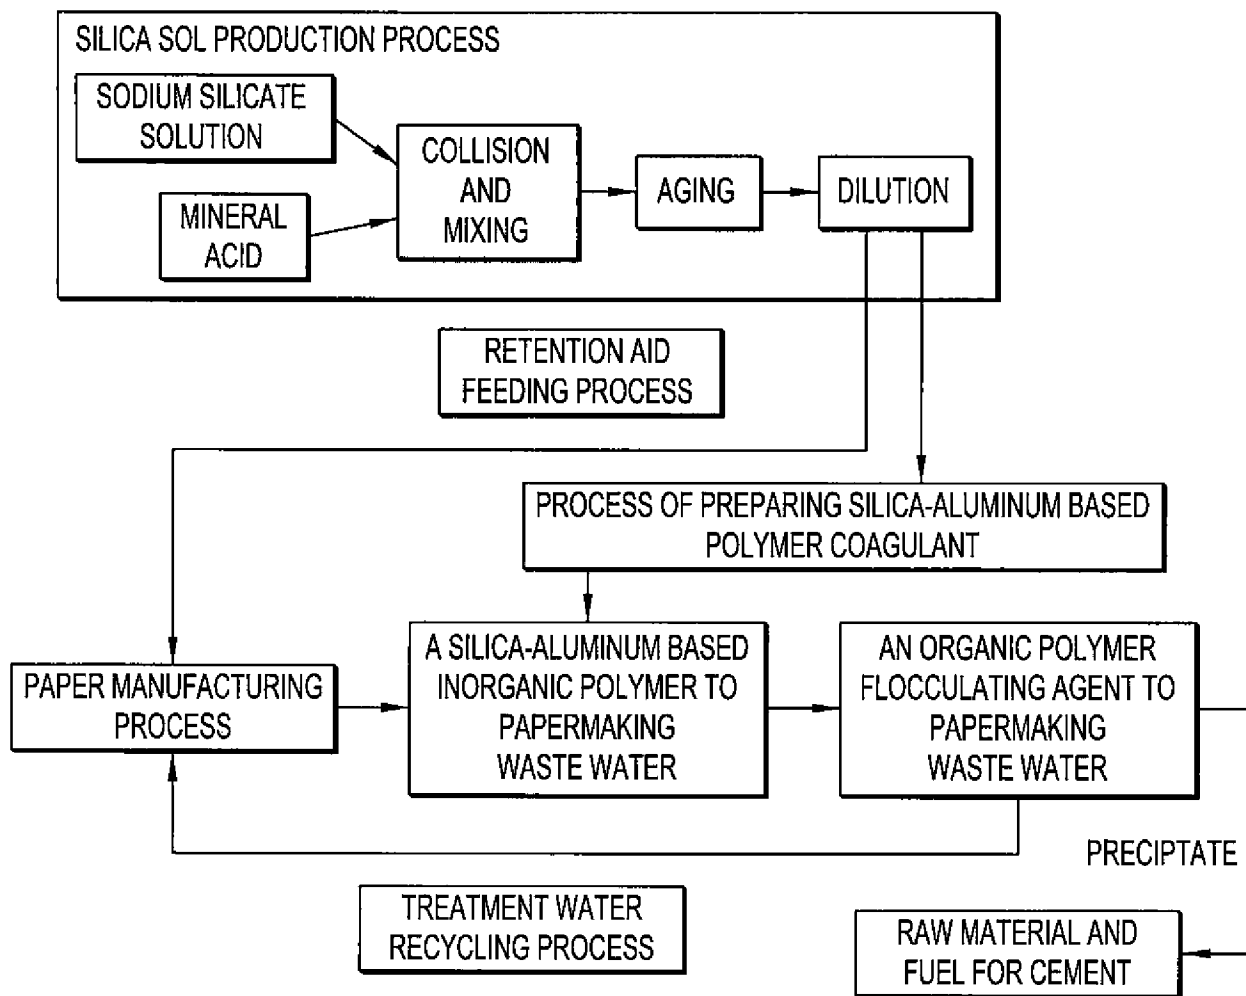 SILICA SOL PRODUCTION PROCESS
SODIUM SILICATE
SOLUTION
MINERAL
ACID
COLLISION
AND
MIXING
AGING
DILUTION
RETENTION AID
FEEDING PROCESS
PROCESS OF PREPARING SILICA-ALUMINUM BASED
POLYMER COAGULANT
PAPER MANUFACTURING
PROCESS
A SILICA-ALUMINUM BASED
INORGANIC POLYMER TO
PAPERMAKING
WASTE WATER
AN ORGANIC POLYMER
FLOCCULATING AGENT TO
PAPERMAKING
WASTE WATER
PRECIPTATE
TREATMENT WATER
RECYCLING PROCESS
RAW MATERIAL AND
FUEL FOR CEMENT